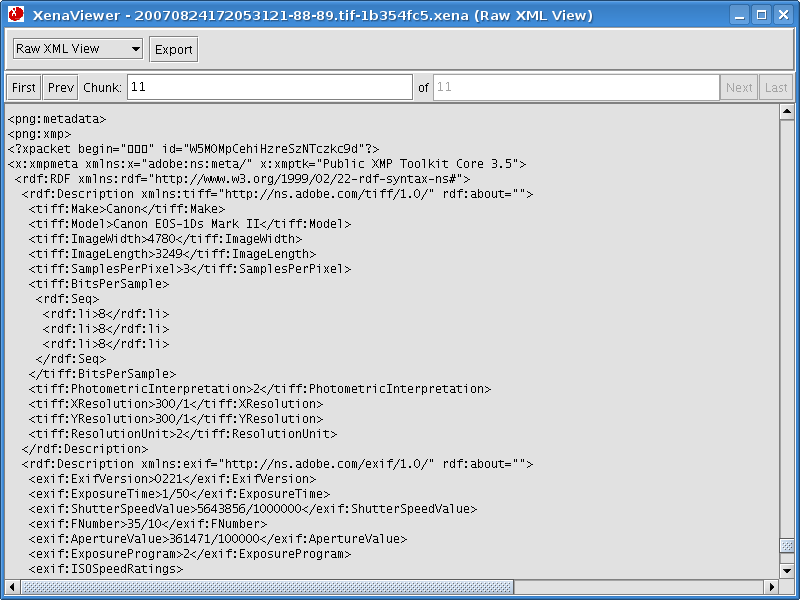 XenaViewer - 20070824172053121-88-89.tif-1b354fc5.xena (Raw XML View)
Raw XML View Export
First Prev Chunk: 11 of 11 Next Last
<png:metadata>
<png:xmp>
<?xpacket begin="□□□" id="W5M0MpCehiHzreSzNTczkc9d"?>
<x:xmpmeta xmlns:x="adobe:ns:meta/" x:xmptk="Public XMP Toolkit Core 3.5">
<rdf:RDF xmlns:rdf="http://www.w3.org/1999/02/22-rdf-syntax-ns#">
<rdf:Description xmlns:tiff="http://ns.adobe.com/tiff/1.0/" rdf:about="">
<tiff:Make>Canon</tiff:Make>
<tiff:Model>Canon EOS-1Ds Mark II</tiff:Model>
<tiff:ImageWidth>4780</tiff:ImageWidth>
<tiff:ImageLength>3249</tiff:ImageLength>
<tiff:SamplesPerPixel>3</tiff:SamplesPerPixel>
<tiff:BitsPerSample>
<rdf:Seq>
<rdf:li>8</rdf:li>
<rdf:li>8</rdf:li>
<rdf:li>8</rdf:li>
</rdf:Seq>
</tiff:BitsPerSample>
<tiff:PhotometricInterpretation>2</tiff:PhotometricInterpretation>
<tiff:XResolution>300/1</tiff:XResolution>
<tiff:YResolution>300/1</tiff:YResolution>
<tiff:ResolutionUnit>2</tiff:ResolutionUnit>
</rdf:Description>
<rdf:Description xmlns:exif="http://ns.adobe.com/exif/1.0/" rdf:about="">
<exif:ExifVersion>0221</exif:ExifVersion>
<exif:ExposureTime>1/50</exif:ExposureTime>
<exif:ShutterSpeedValue>5643856/1000000</exif:ShutterSpeedValue>
<exif:FNumber>35/10</exif:FNumber>
<exif:ApertureValue>361471/100000</exif:ApertureValue>
<exif:ExposureProgram>2</exif:ExposureProgram>
<exif:ISOSpeedRatings>